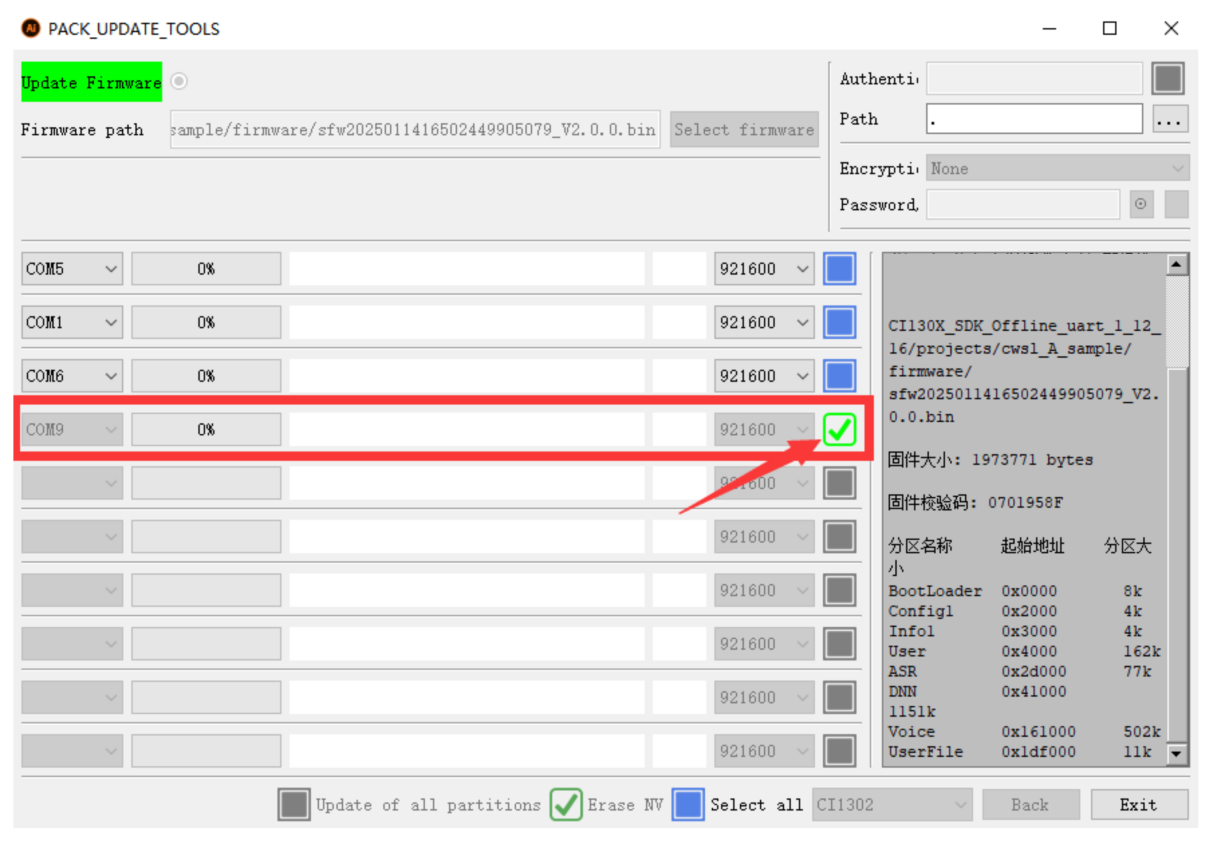 PACK_UPDATE_TOOLS
Update Firmware
Firmware path sample/firmware/sfw2025011416502449905079_V2.0.0.bin Select firmware
Authenti
Path . ...
Encrypti None
Password,
COM5 0% 921600
COM1 0% 921600
COM6 0% 921600
COM9 0% 921600
921600
921600
921600
921600
921600
921600
CI130X_SDK_Offline_uart_1_12_
16/projects/cwsl_A_sample/
firmware/
sfw2025011416502449905079_V2.
0.0.bin
固件大小: 1973771 bytes
固件校验码: 0701958F
分区名称 起始地址 分区大
小
BootLoader 0x0000 8k
Config1 0x2000 4k
Info1 0x3000 4k
User 0x4000 162k
ASR 0x2d000 77k
DNN 0x41000
1151k
Voice 0x161000 502k
UserFile 0x1df000 11k
Update of all partitions Erase NV Select all CI1302 Back Exit